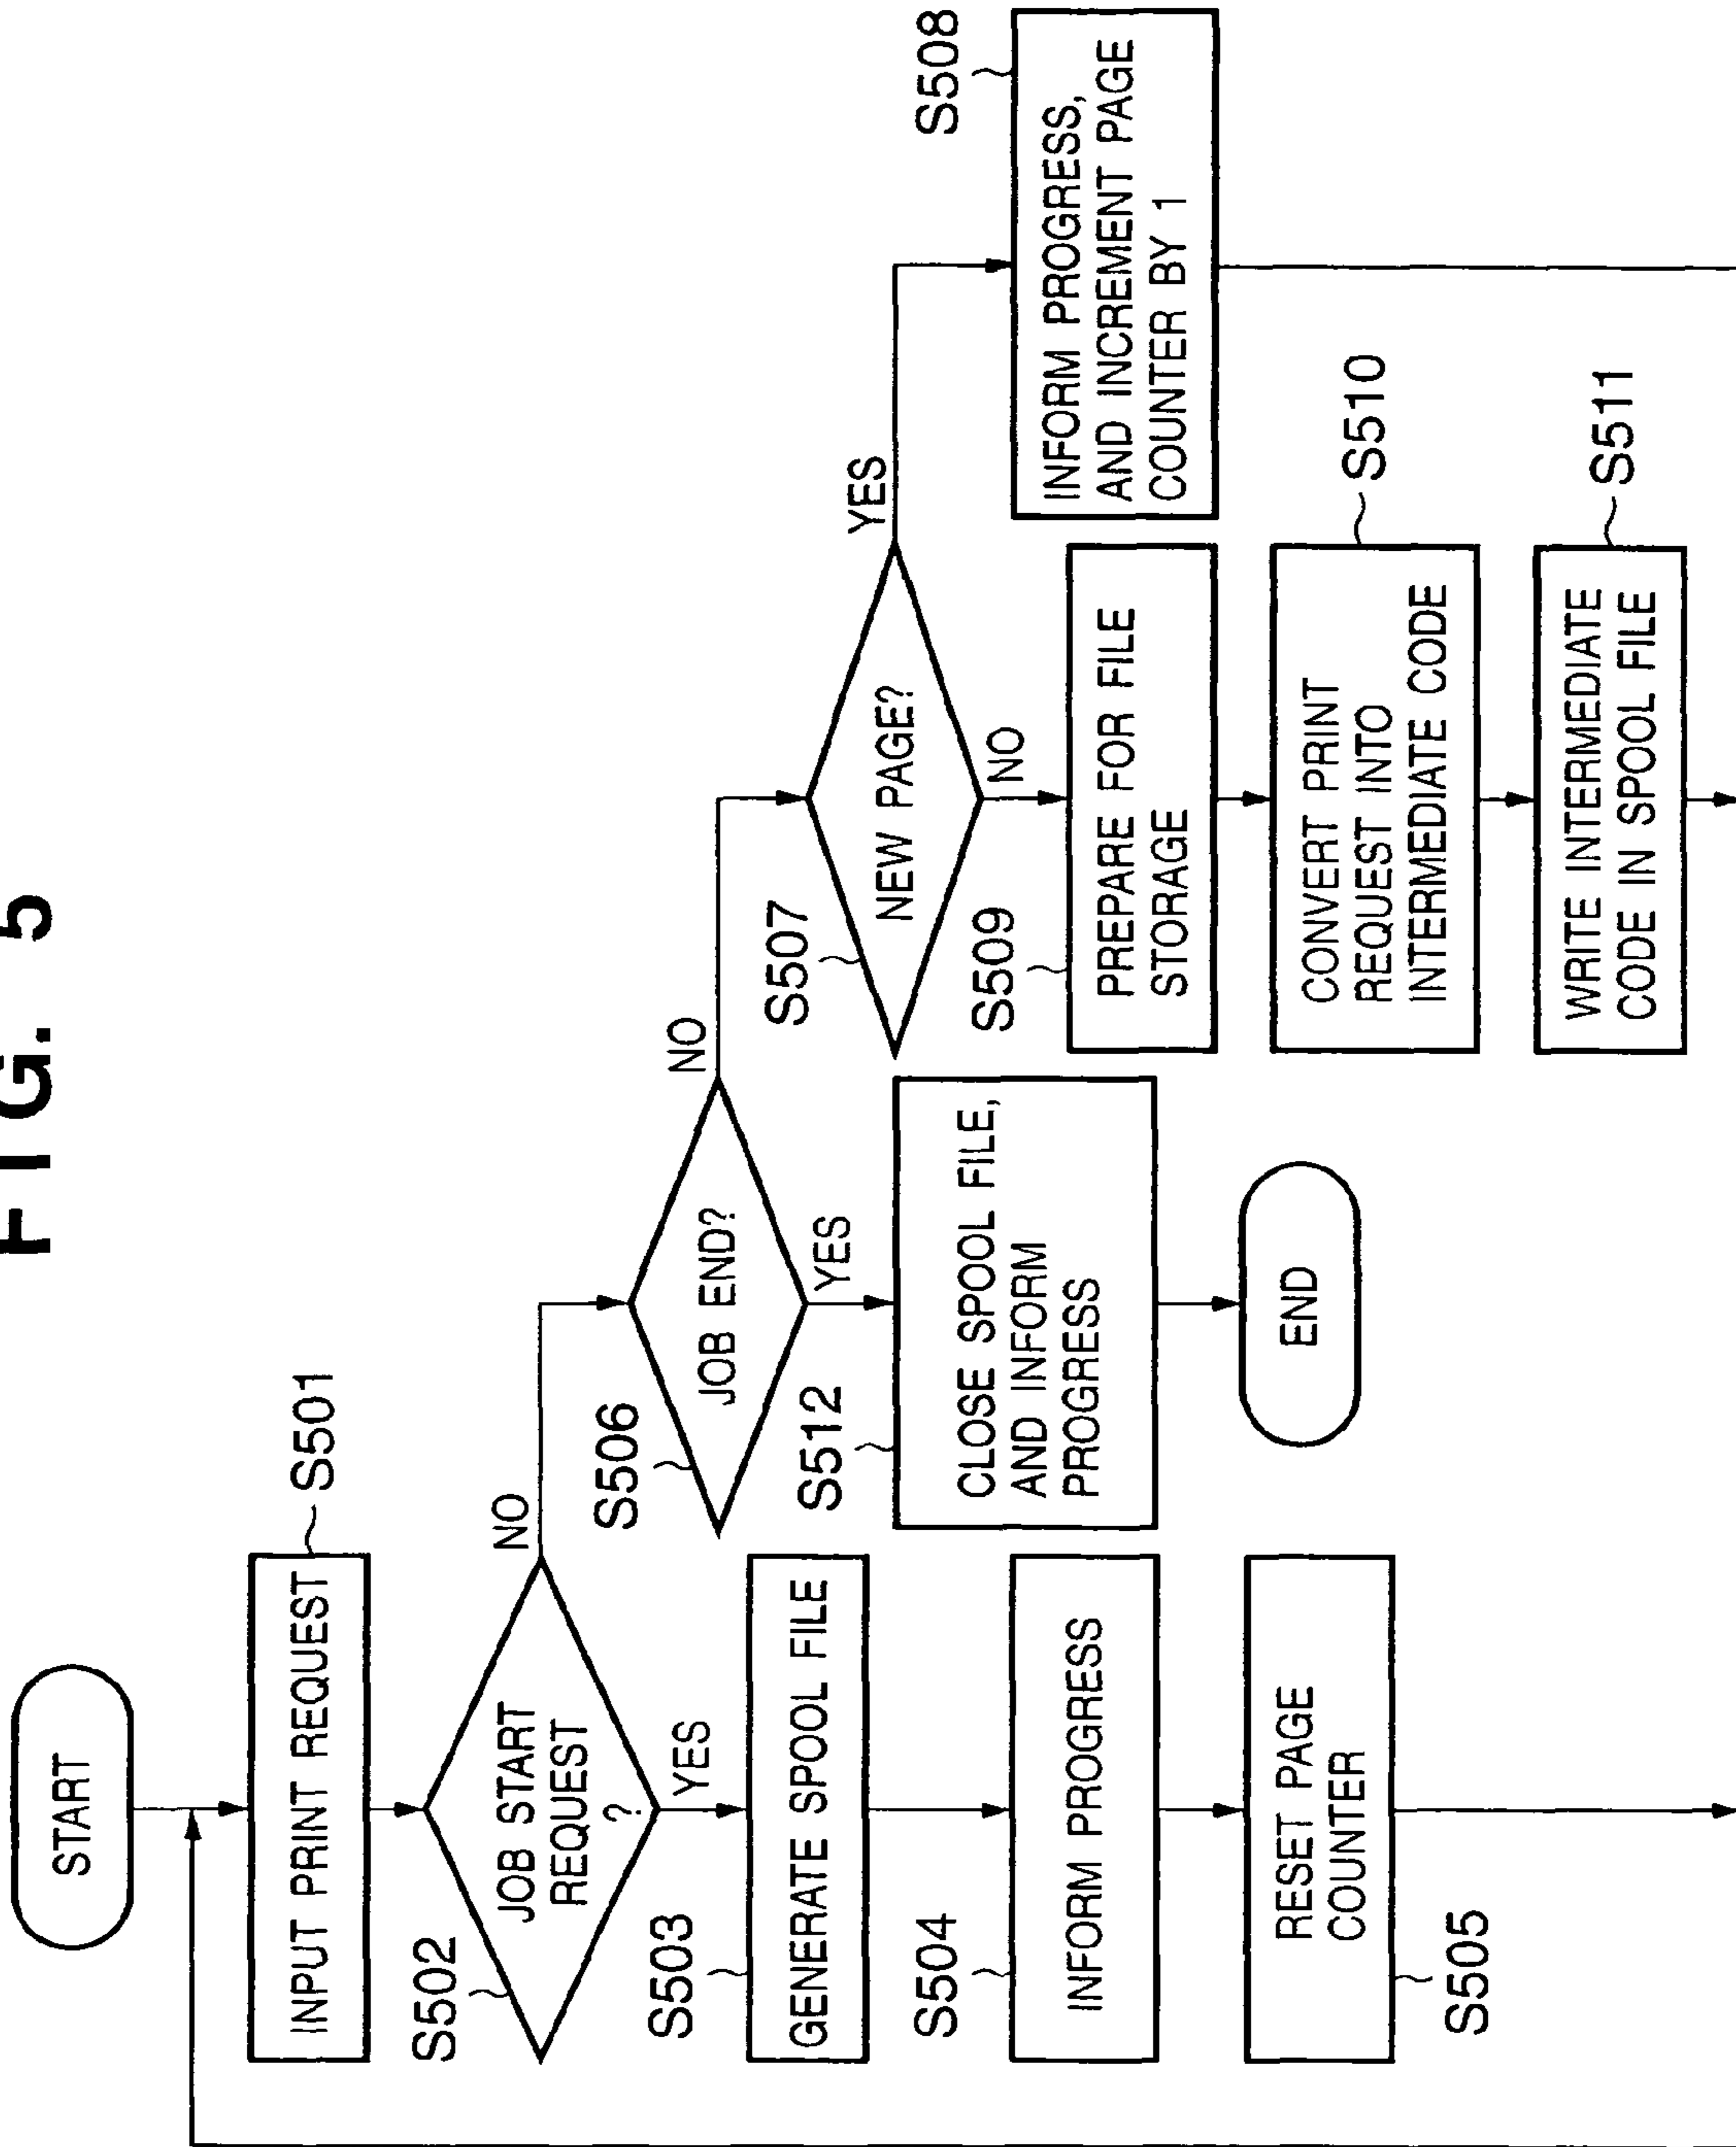 FIG. 5
START
INPUT PRINT REQUEST
S501
S502
JOB START
REQUEST
?
YES
NO
S503
GENERATE SPOOL FILE
S504
INFORM PROGRESS
RESET PAGE
COUNTER
S505
S506
JOB END?
NO
YES
S512
CLOSE SPOOL FILE,
AND INFORM
PROGRESS
END
S507
NEW PAGE?
YES
NO
S508
INFORM PROGRESS,
AND INCREMENT PAGE
COUNTER BY 1
S509
PREPARE FOR FILE
STORAGE
CONVERT PRINT
REQUEST INTO
INTERMEDIATE CODE
S510
WRITE INTERMEDIATE
CODE IN SPOOL FILE
S511